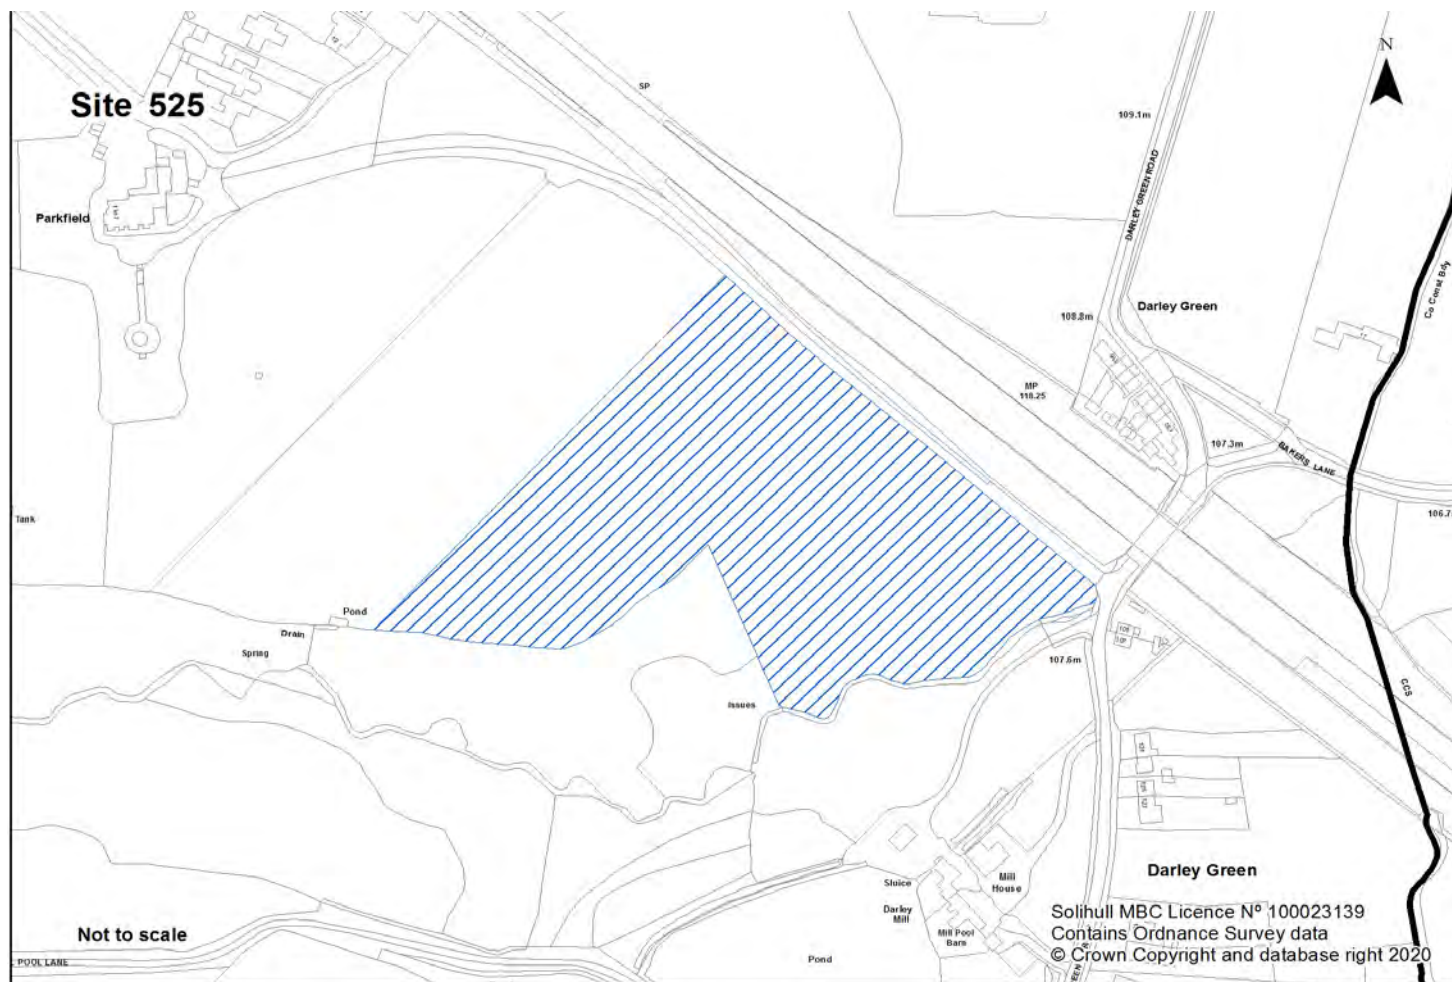 N
SP
Site 525
109.1m
DARLEY GREEN ROAD
Parkfield
Co Const Bdy
Darley Green
108.8m
MP
118.25
107.3m
BAKERS LANE
Tank
Pond
Drain
Spring
107.6m
Issues
CCS
Sluice
Mill
House
Darley
Mill
Darley Green
Mill Pool
Barn
Not to scale
POOL LANE
Pond
Solihull MBC Licence Nº 100023139
Contains Ordnance Survey data
© Crown Copyright and database right 2020